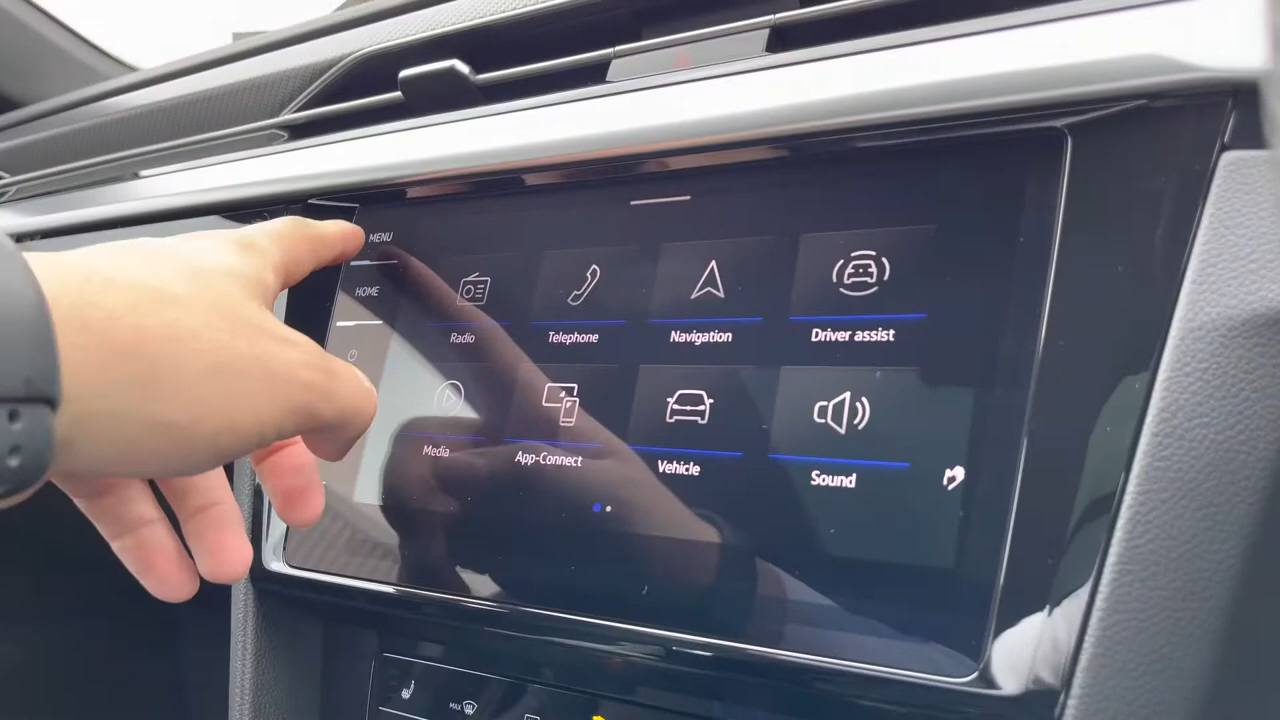 MENU
HOME
Radio
Telephone
Navigation
Driver assist
Media
App-Connect
Vehicle
Sound
MAX